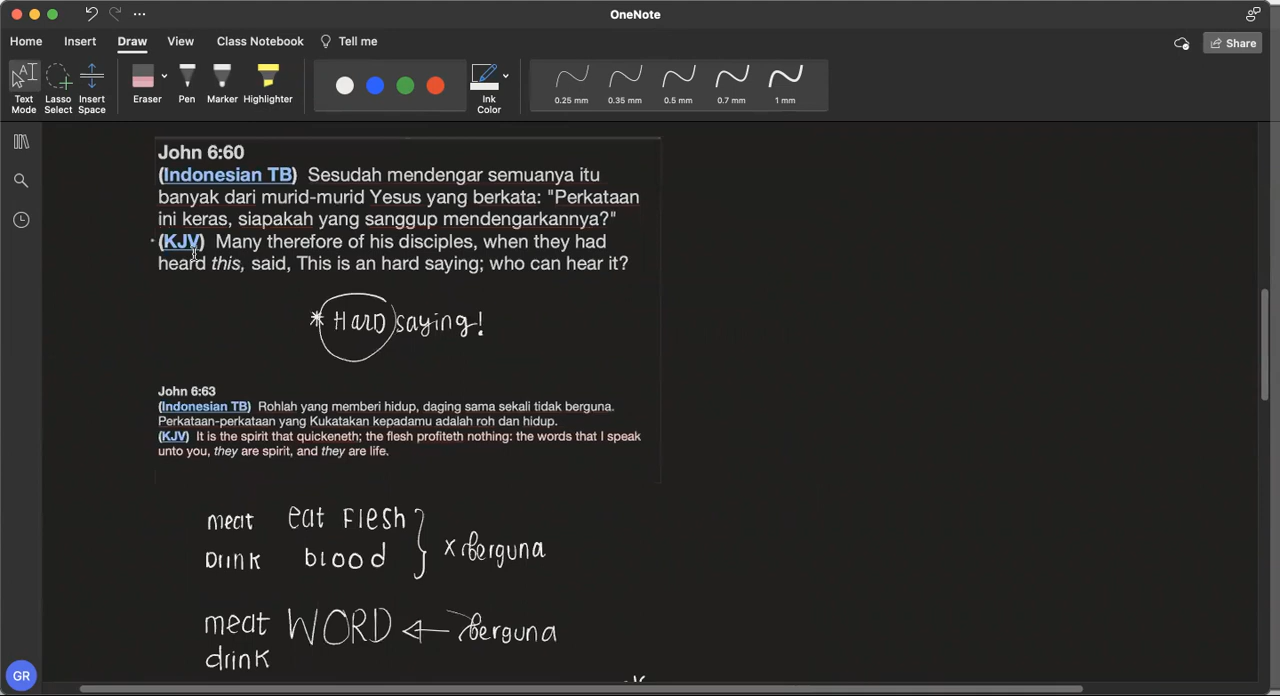 OneNote
Home Insert Draw View Class Notebook Tell me
Share
Text Mode
Lasso Select
Insert Space
Eraser
Pen
Marker
Highlighter
Ink Color
0.25 mm
0.35 mm
0.5 mm
0.7 mm
1 mm
John 6:60
(Indonesian TB) Sesudah mendengar semuanya itu
banyak dari murid-murid Yesus yang berkata: "Perkataan
ini keras, siapakah yang sanggup mendengarkannya?"
(KJV) Many therefore of his disciples, when they had
heard this, said, This is an hard saying; who can hear it?
* HARD saying!
John 6:63
(Indonesian TB) Rohlah yang memberi hidup, daging sama sekali tidak berguna.
Perkataan-perkataan yang Kukatakan kepadamu adalah roh dan hidup.
(KJV) It is the spirit that quickeneth; the flesh profiteth nothing: the words that I speak
unto you, they are spirit, and they are life.
meat eat Flesh
Drink blood
x berguna
meat WORD ← berguna
drink
GR